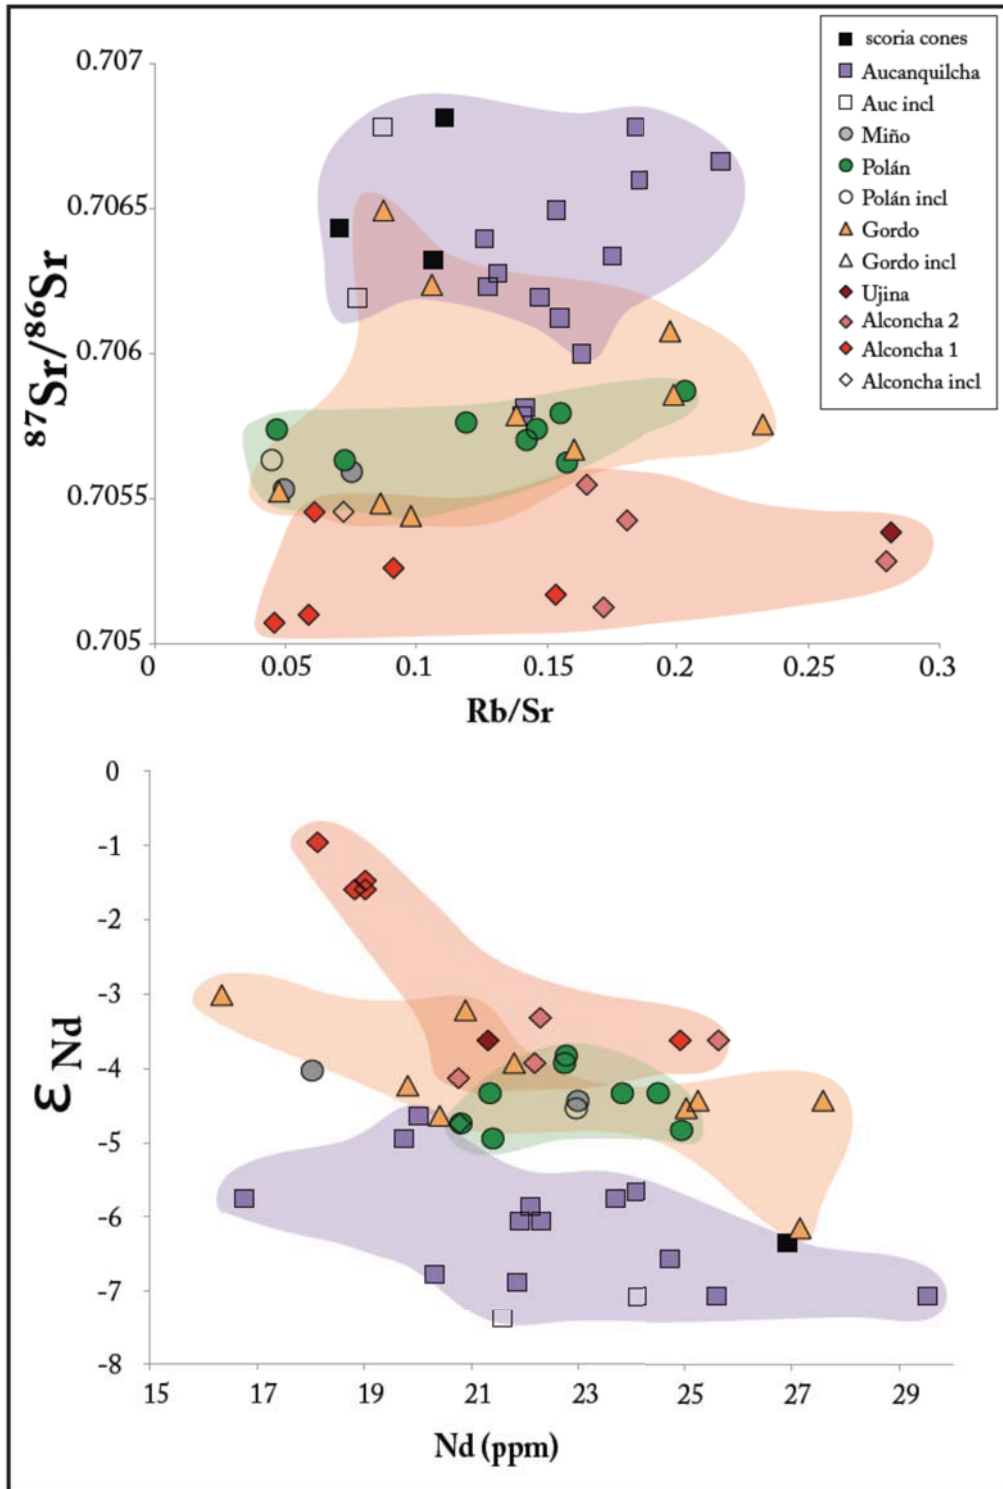 scoria cones
Aucanquilcha
Auc incl
Miño
Polán
Polán incl
Gordo
Gordo incl
Ujina
Alconcha 2
Alconcha 1
Alconcha incl
0.707
0.7065
0.706
0.7055
0.705
⁸⁷Sr/⁸⁶Sr
0 0.05 0.1 0.15 0.2 0.25 0.3
Rb/Sr
0
-1
-2
-3
-4
-5
-6
-7
-8
ε Nd
15 17 19 21 23 25 27 29
Nd (ppm)